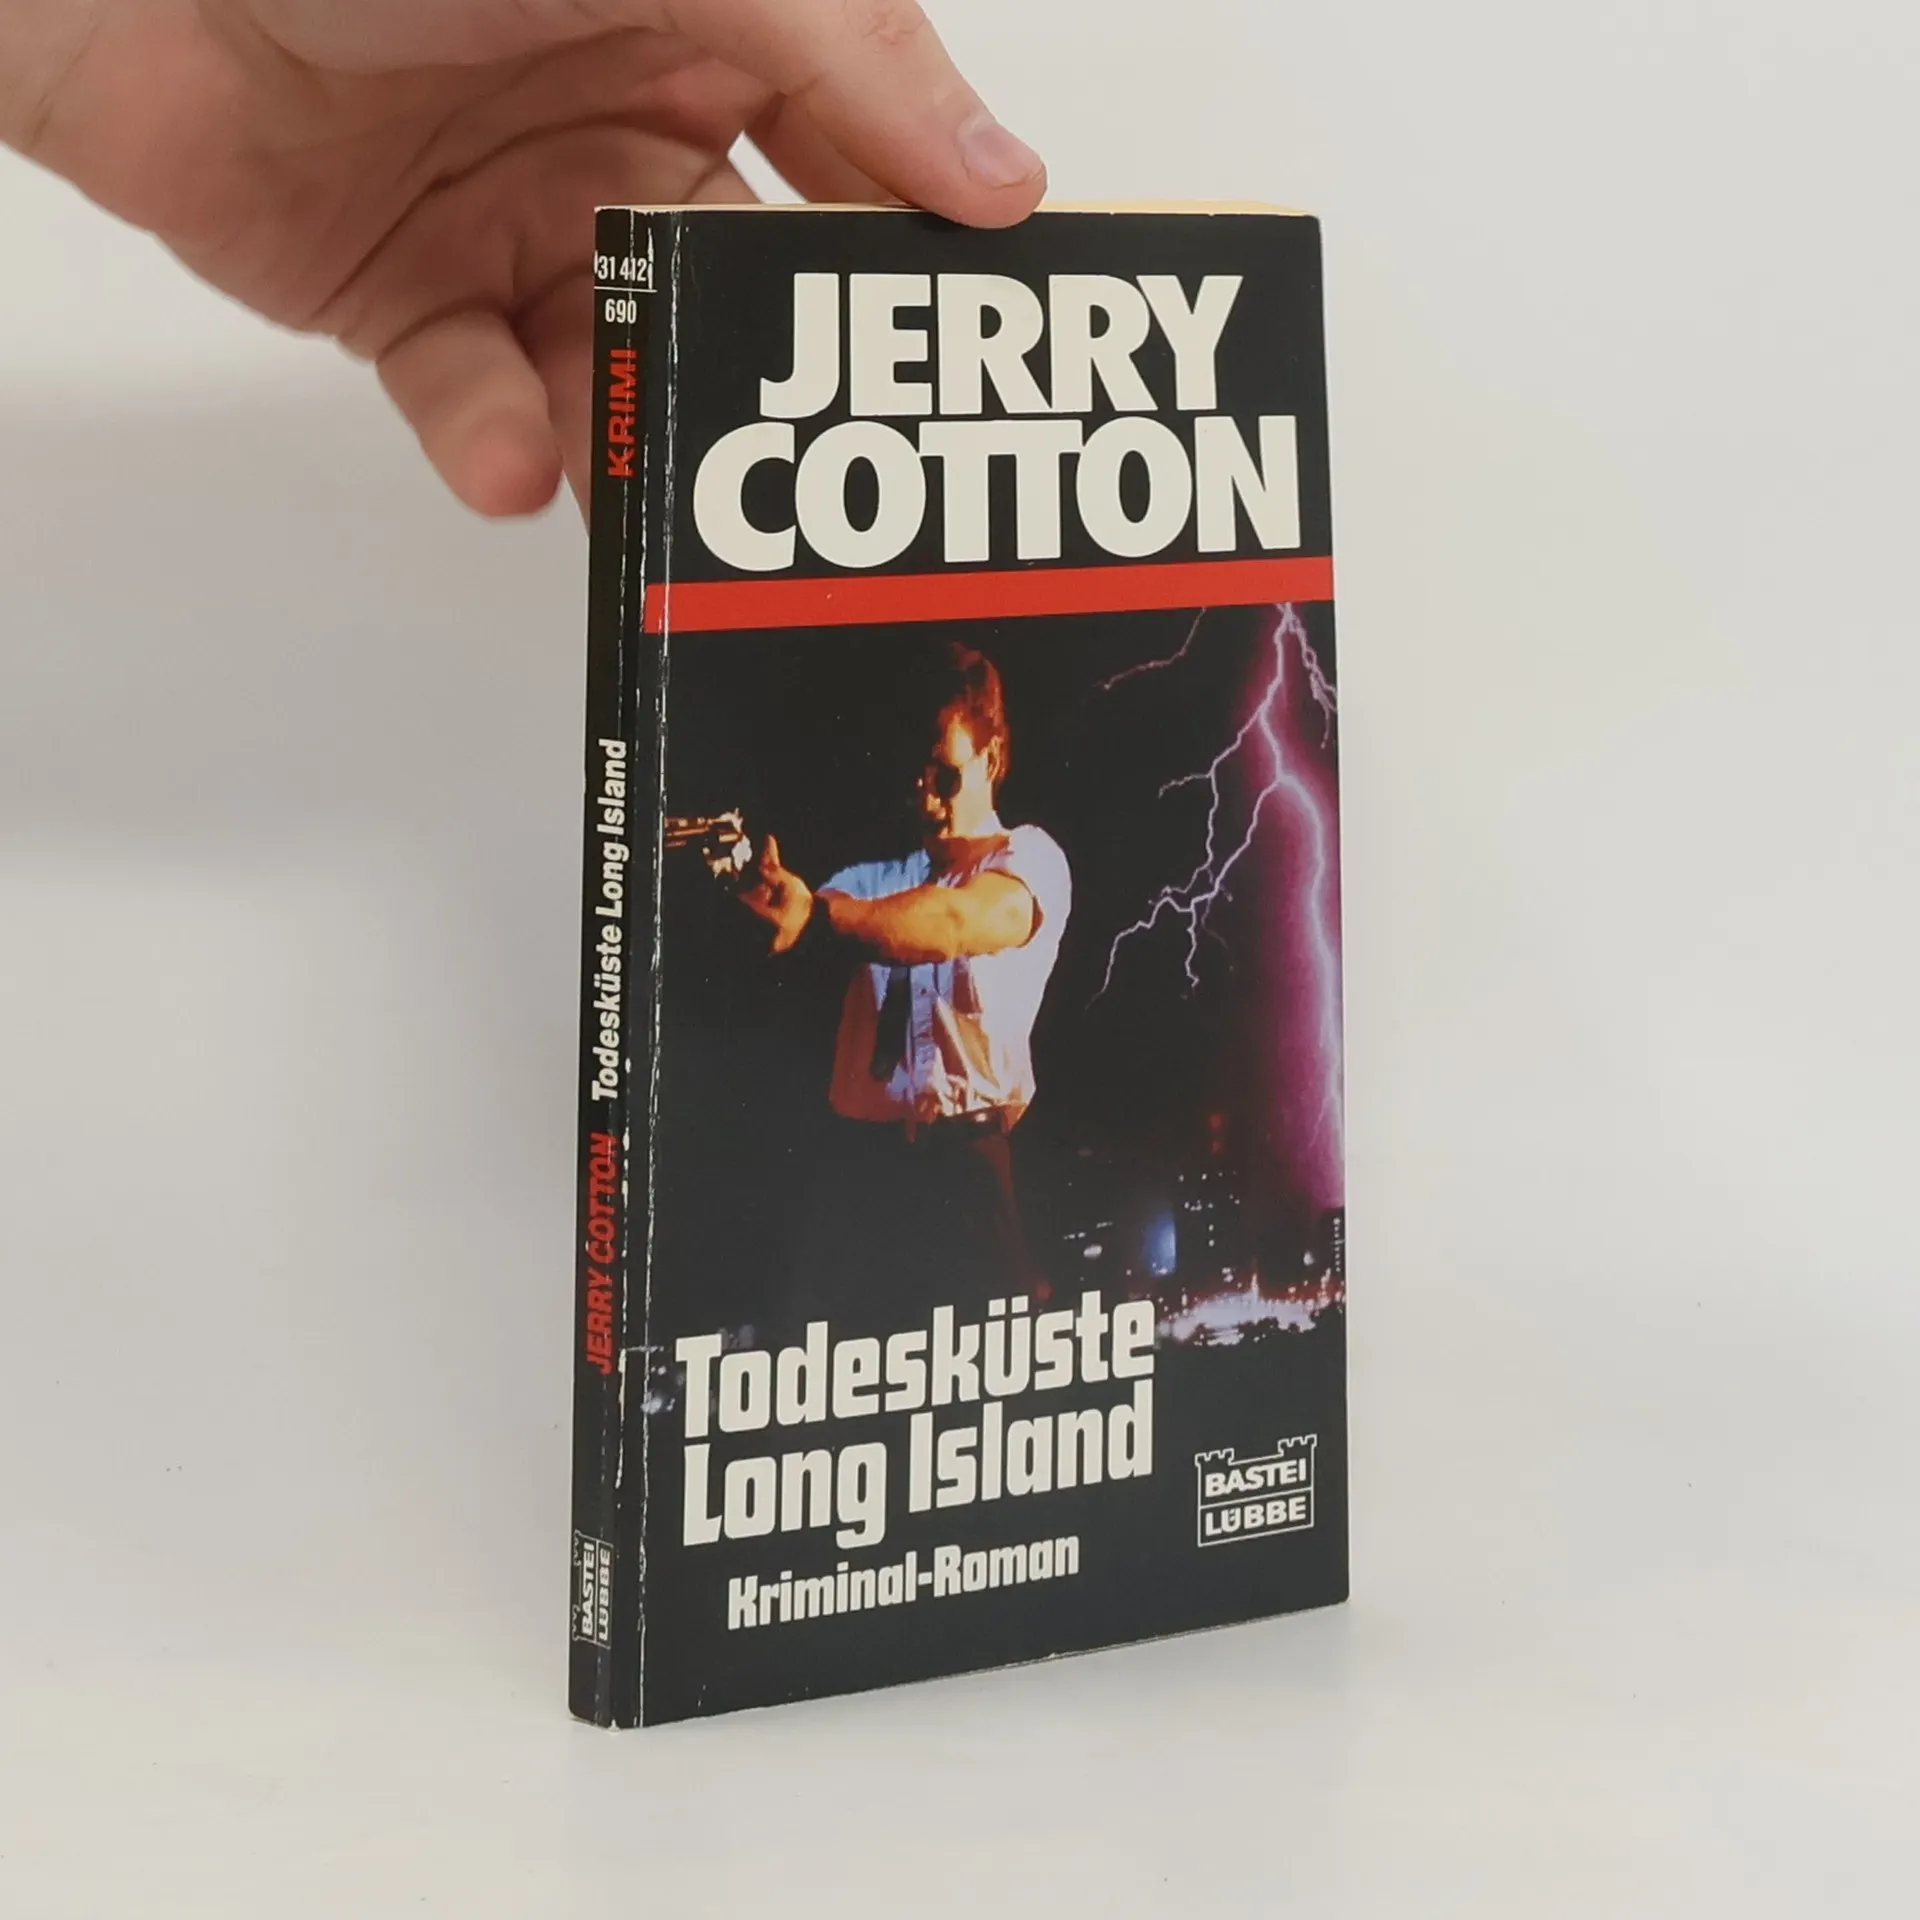 31 412
690
KRIMI
Todesküste Long Island
JERRY COTTON
BASTEI
LÜBBE
JERRY
COTTON
Todesküste
Long Island
Kriminal-Roman
BASTEI
LÜBBE